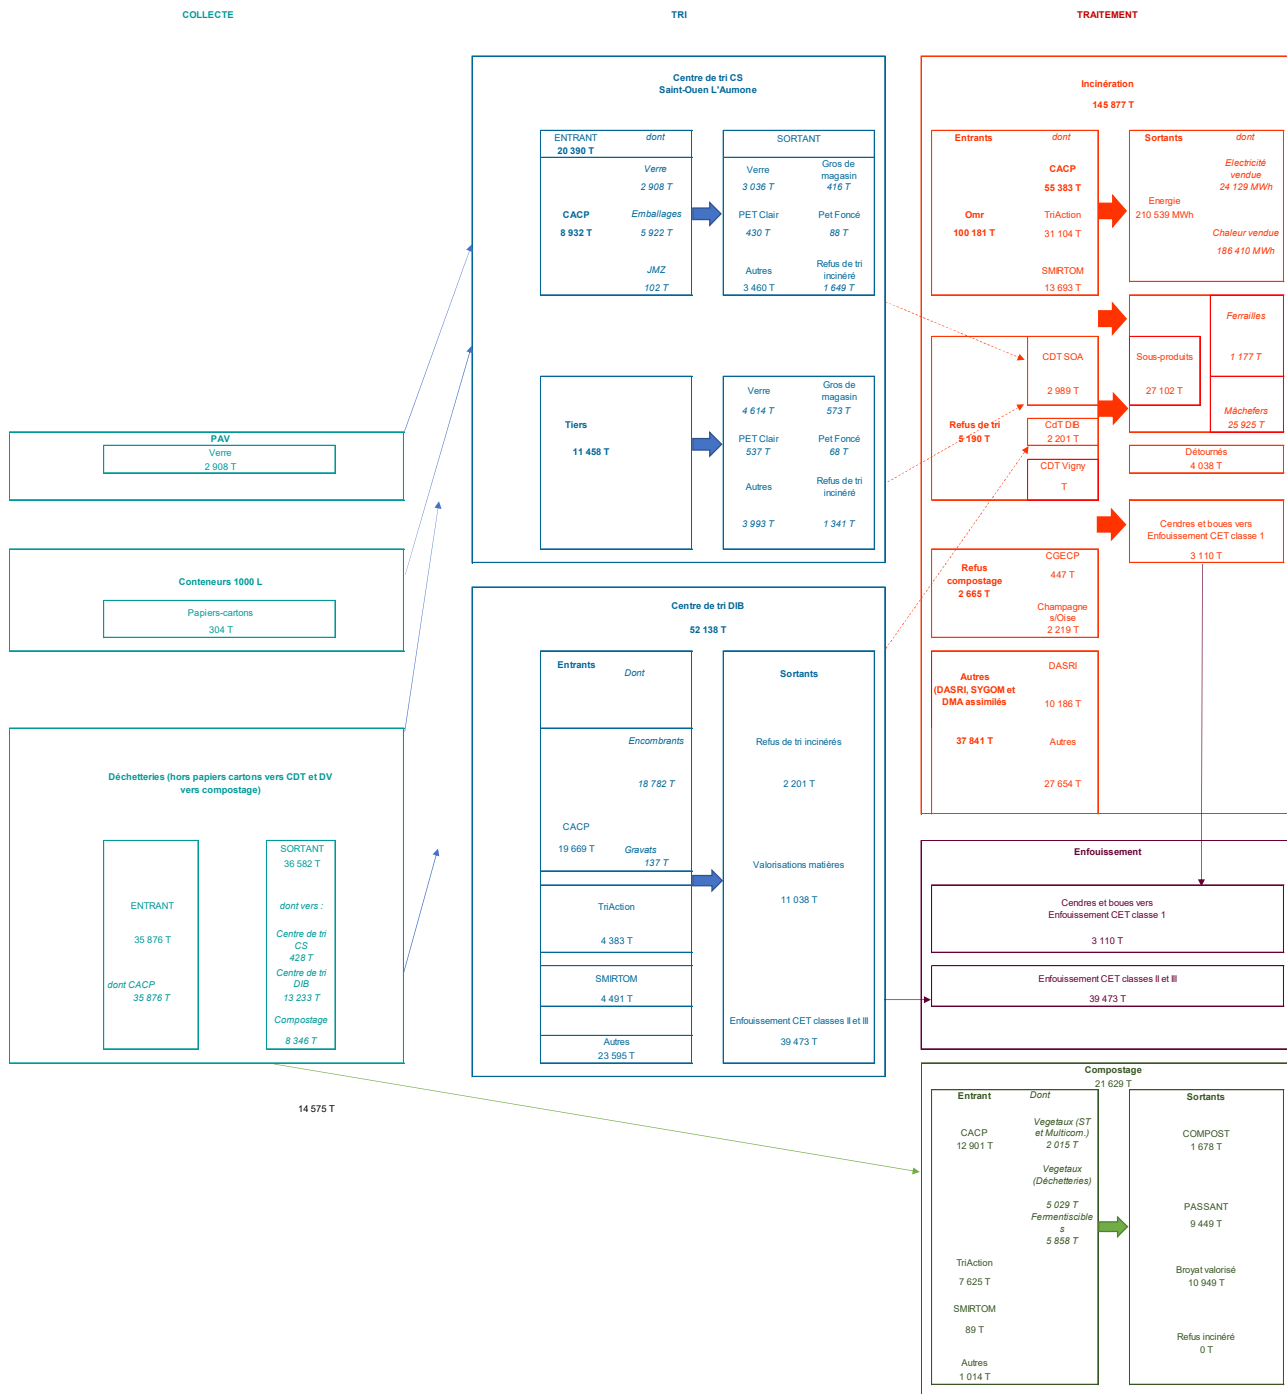 COLLECTE
TRI
TRAITEMENT
PAV
Verre
2 908 T
Conteneurs 1000 L
Papiers-cartons
304 T
Déchetteries (hors papiers cartons vers CDT et DV
vers compostage)
ENTRANT
35 876 T
dont CACP
35 876 T
SORTANT
36 582 T
dont vers :
Centre de tri
CS
428 T
Centre de tri
DIB
13 233 T
Compostage
8 346 T
14 575 T
Centre de tri CS
Saint-Ouen L'Aumone
ENTRANT
dont
20 390 T
Verre
2 908 T
CACP
Emballages
8 932 T
5 922 T
JMZ
102 T
SORTANT
Verre
Gros de
magasin
3 036 T
416 T
PET Clair
Pet Foncé
430 T
88 T
Autres
Refus de tri
incinéré
3 460 T
1 649 T
Tiers
11 458 T
Verre
Gros de
magasin
4 614 T
573 T
PET Clair
Pet Foncé
537 T
68 T
Autres
Refus de tri
incinéré
3 993 T
1 341 T
Centre de tri DIB
52 138 T
Entrants
Dont
Encombrants
18 782 T
CACP
19 669 T
Gravats
137 T
TriAction
4 383 T
SMIRTOM
4 491 T
Autres
23 595 T
Sortants
Refus de tri incinérés
2 201 T
Valorisations matières
11 038 T
Enfouissement CET classes II et III
39 473 T
Incinération
145 877 T
Entrants
dont
CACP
55 383 T
Omr
TriAction
100 181 T
31 104 T
SMIRTOM
13 693 T
Sortants
dont
Electricité
vendue
24 129 MWh
Energie
210 539 MWh
Chaleur vendue
186 410 MWh
CDT SOA
2 989 T
Refus de tri
5 190 T
CdT DIB
2 201 T
CDT Vigny
T
Ferrailles
Sous-produits
1 177 T
27 102 T
Mâchefers
25 925 T
Détournés
4 038 T
Cendres et boues vers
Enfouissement CET classe 1
3 110 T
Refus
compostage
2 665 T
CGECP
447 T
Champagne
s/Oise
2 219 T
Autres
(DASRI, SYGOM et
DMA assimilés
37 841 T
DASRI
10 186 T
Autres
27 654 T
Enfouissement
Cendres et boues vers
Enfouissement CET classe 1
3 110 T
Enfouissement CET classes II et III
39 473 T
Compostage
21 629 T
Entrant
Dont
CACP
12 901 T
Vegetaux (ST
et Multicom.)
2 015 T
Vegetaux
(Déchetteries)
5 029 T
Fermentiscible
s
5 858 T
TriAction
7 625 T
SMIRTOM
89 T
Autres
1 014 T
Sortants
COMPOST
1 678 T
PASSANT
9 449 T
Broyat valorisé
10 949 T
Refus incinéré
0 T